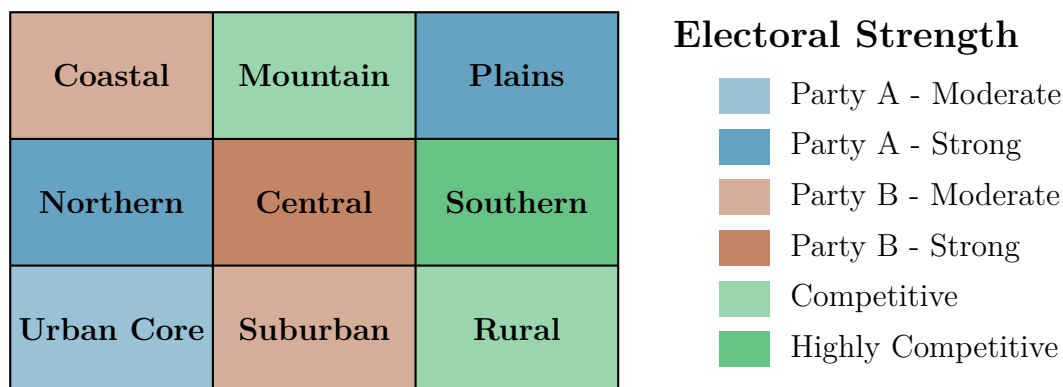 Coastal
Mountain
Plains
Northern
Central
Southern
Urban Core
Suburban
Rural
Electoral Strength
Party A - Moderate
Party A - Strong
Party B - Moderate
Party B - Strong
Competitive
Highly Competitive